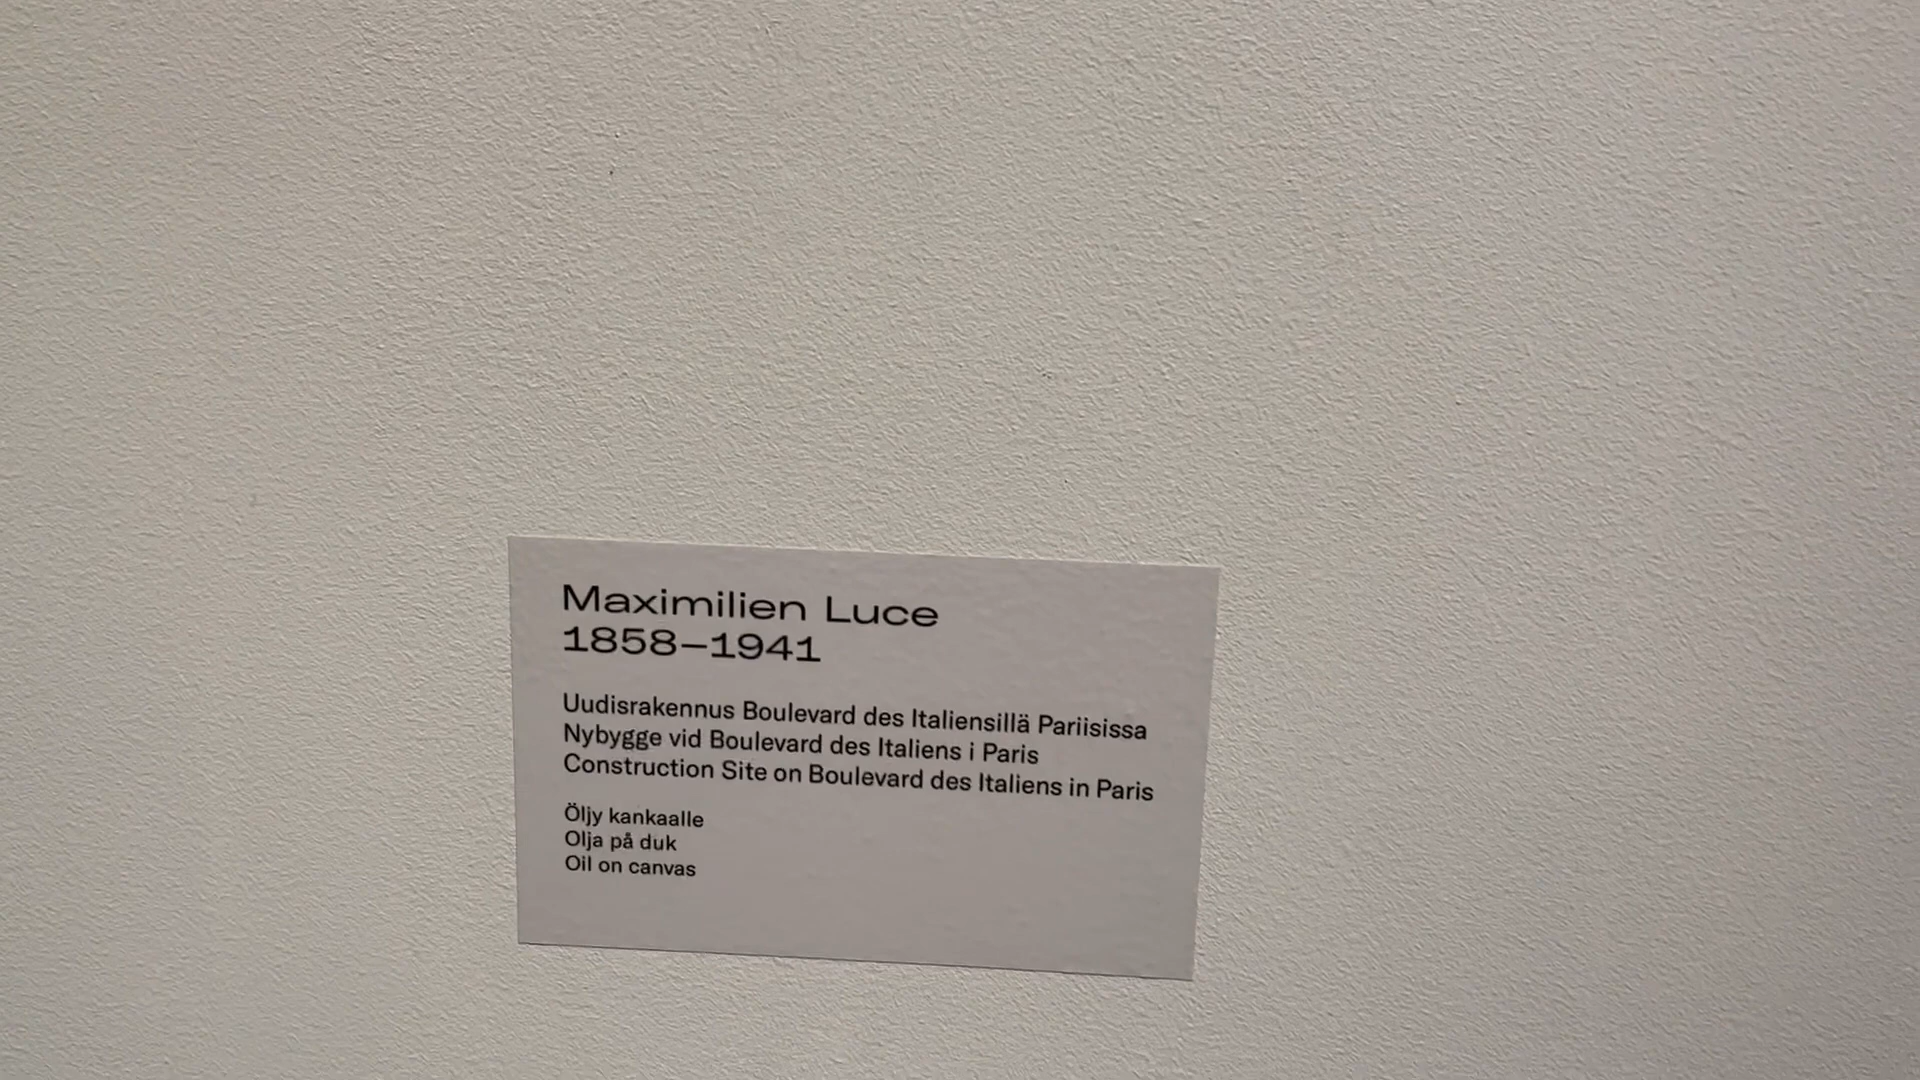 Maximilien Luce
1858–1941
Uudisrakennus Boulevard des Italiensillä Pariisissa
Nybygge vid Boulevard des Italiens i Paris
Construction Site on Boulevard des Italiens in Paris
Öljy kankaalle
Olja på duk
Oil on canvas